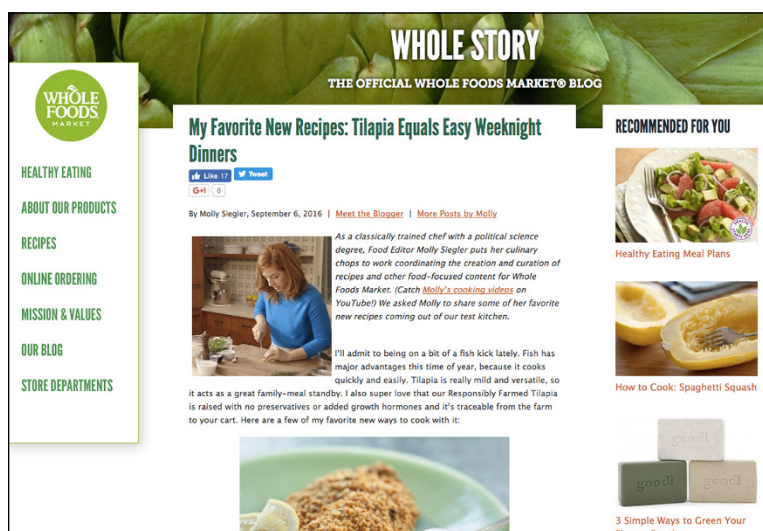 WHOLE STORY
THE OFFICIAL WHOLE FOODS MARKET® BLOG
WHOLE
FOODS
MARKET
HEALTHY EATING
ABOUT OUR PRODUCTS
RECIPES
ONLINE ORDERING
MISSION & VALUES
OUR BLOG
STORE DEPARTMENTS
My Favorite New Recipes: Tilapia Equals Easy Weeknight
Dinners
Like 17
Tweet
G+1 0
By Molly Siegler, September 6, 2016 | Meet the Blogger | More Posts by Molly
As a classically trained chef with a political science
degree, Food Editor Molly Siegler puts her culinary
chops to work coordinating the creation and curation of
recipes and other food-focused content for Whole
Foods Market. (Catch Molly's cooking videos on
YouTube!) We asked Molly to share some of her favorite
new recipes coming out of our test kitchen.
I'll admit to being on a bit of a fish kick lately. Fish has
major advantages this time of year, because it cooks
quickly and easily. Tilapia is really mild and versatile, so
it acts as a great family-meal standby. I also super love that our Responsibly Farmed Tilapia
is raised with no preservatives or added growth hormones and it's traceable from the farm
to your cart. Here are a few of my favorite new ways to cook with it:
RECOMMENDED FOR YOU
Healthy Eating Meal Plans
How to Cook: Spaghetti Squash
good!
good!
good!
3 Simple Ways to Green Your